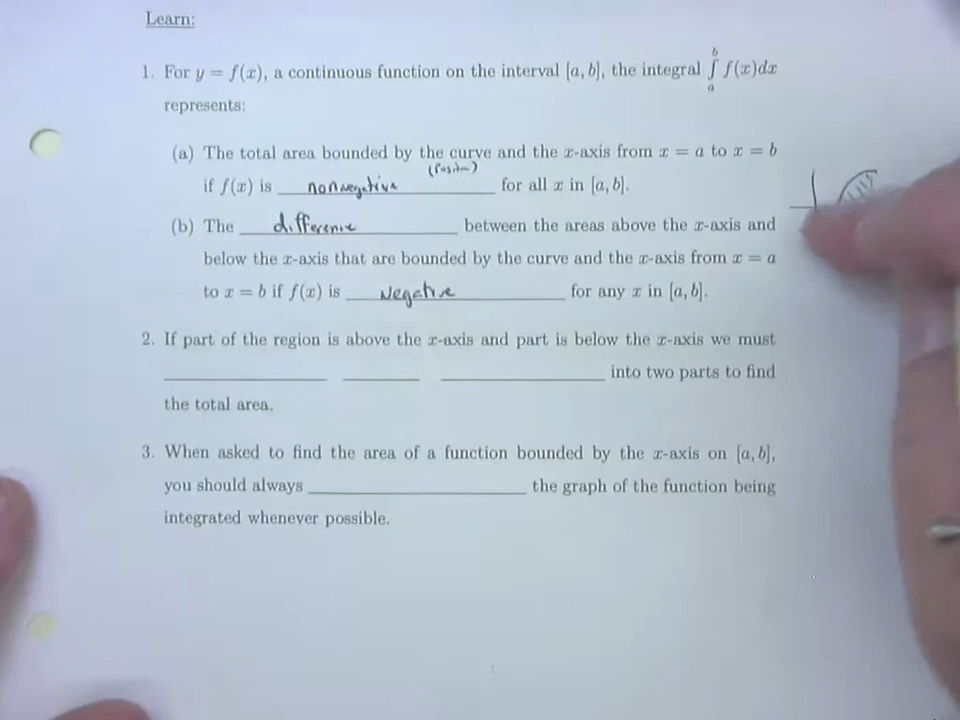 Learn:
1. For y = f(x), a continuous function on the interval [a, b], the integral ∫ₐᵇ f(x)dx
represents:
(a) The total area bounded by the curve and the x-axis from x = a to x = b
if f(x) is nonnegative for all x in [a, b].
(b) The difference between the areas above the x-axis and
below the x-axis that are bounded by the curve and the x-axis from x = a
to x = b if f(x) is negative for any x in [a, b].
2. If part of the region is above the x-axis and part is below the x-axis we must
______ ______ ______ into two parts to find
the total area.
3. When asked to find the area of a function bounded by the x-axis on [a, b],
you should always ______ the graph of the function being
integrated whenever possible.